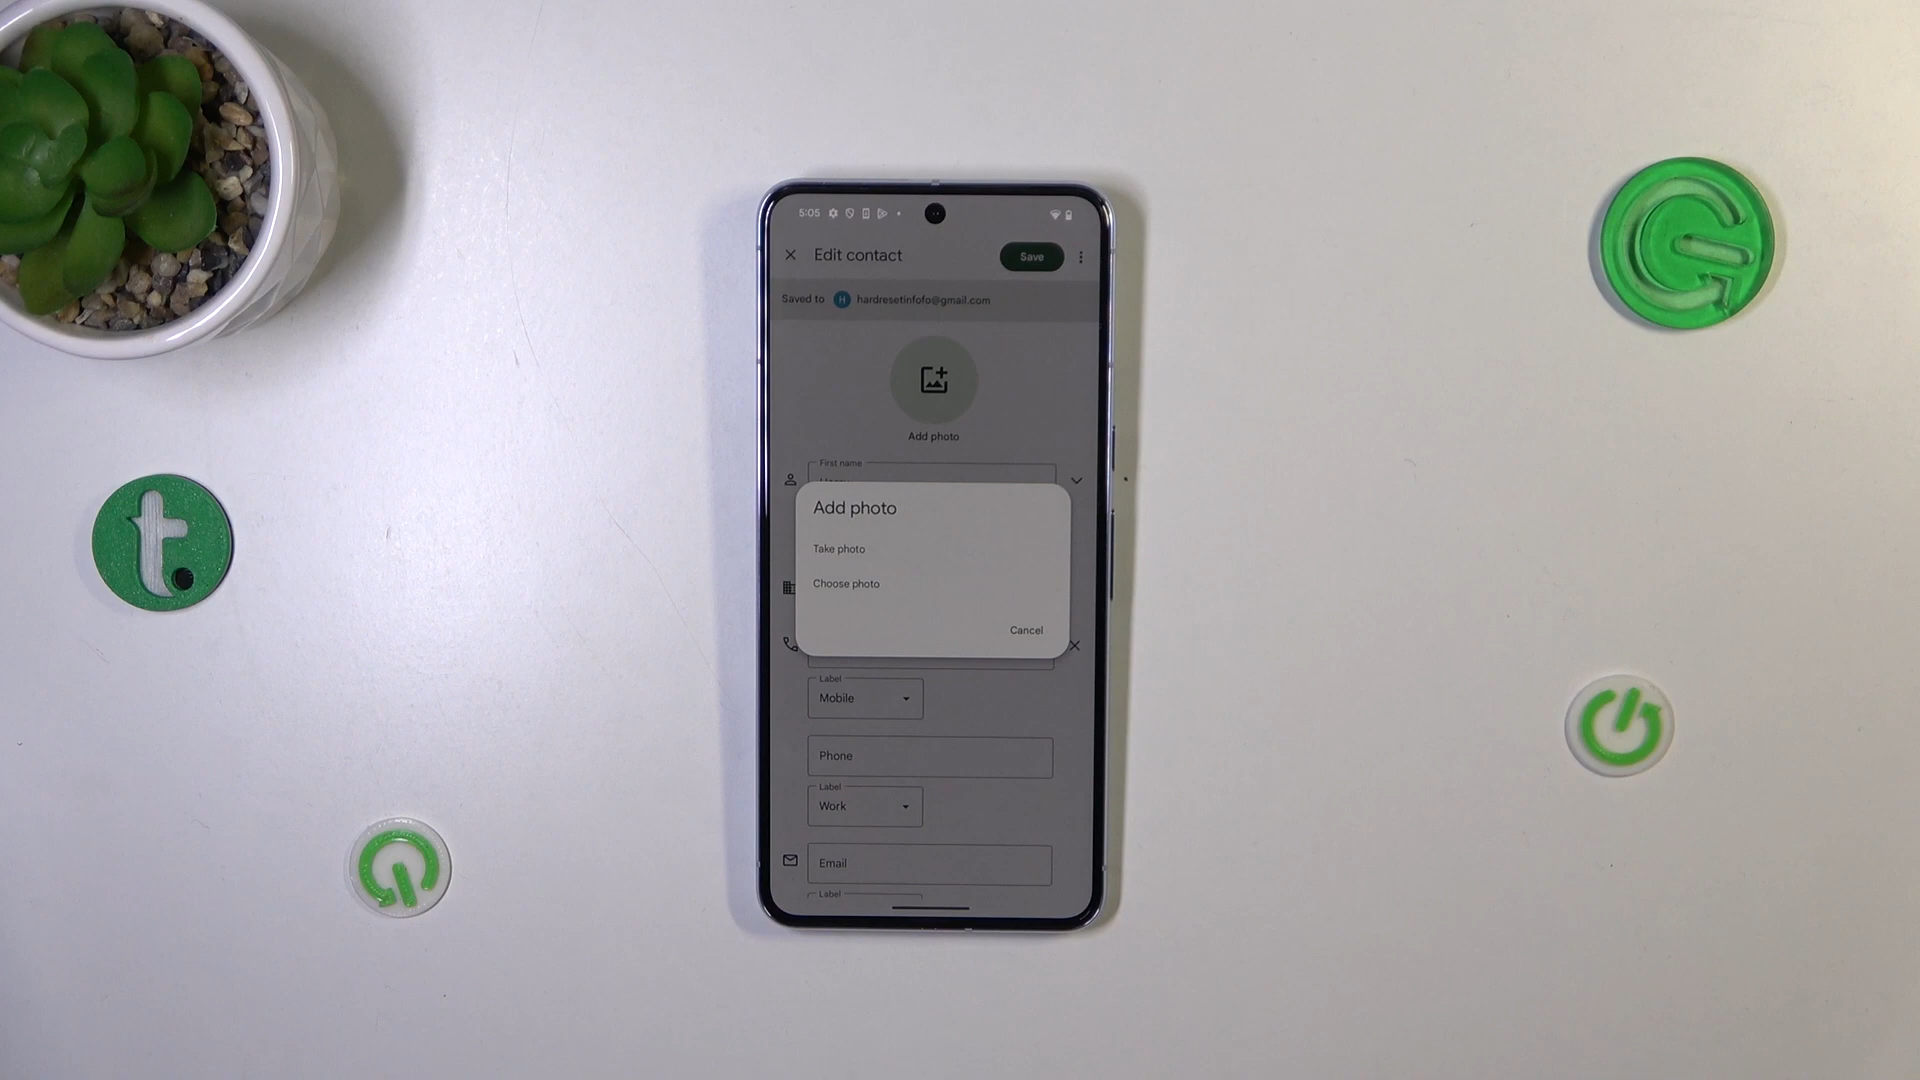 5:05
Edit contact
Save
Saved to H hardresetinfofo@gmail.com
Add photo
First name
Add photo
Take photo
Choose photo
Cancel
Label
Mobile
Phone
Label
Work
Email
Label
t.